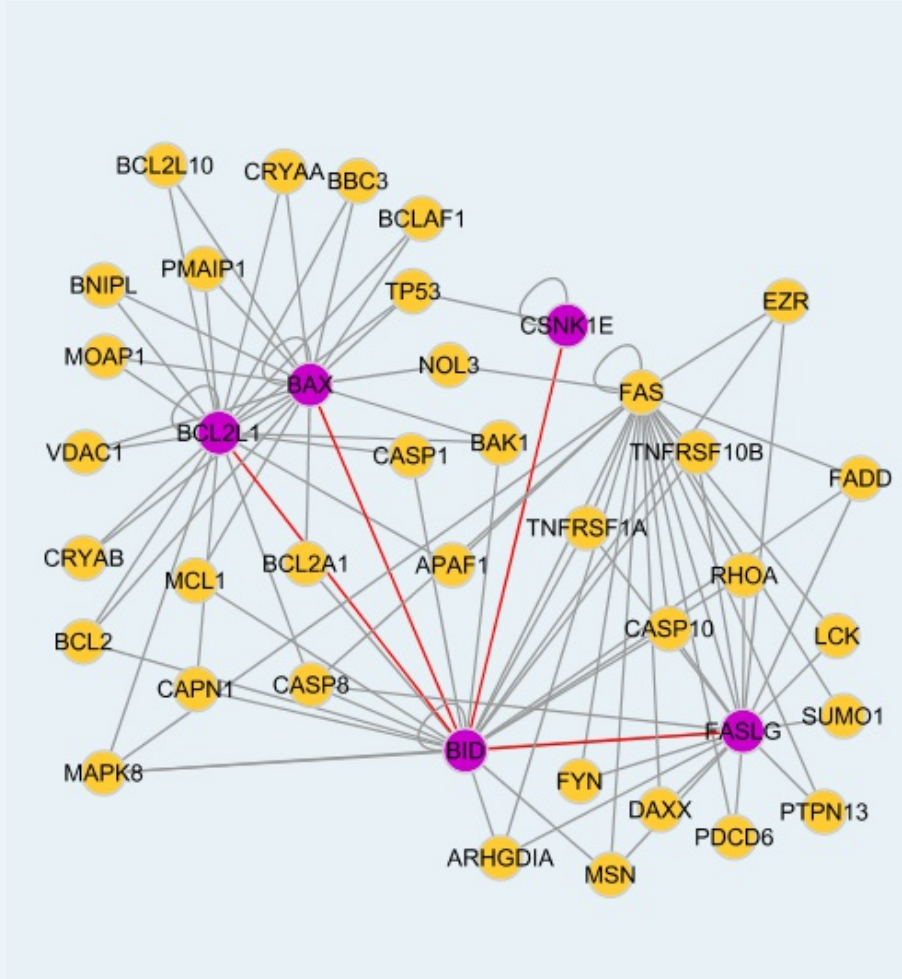 BCL2L10
CRYAA
BBC3
BCLAF1
PMAIP1
BNIPL
TP53
EZR
CSNK1E
MOAP1
NOL3
BAX
FAS
BCL2L1
BAK1
VDAC1
CASP1
TNFRSF10B
FADD
TNFRSF1A
CRYAB
BCL2A1
APAF1
MCL1
RHOA
BCL2
CASP10
LCK
CAPN1
CASP8
SUMO1
FASLG
BID
MAPK8
FYN
DAXX
PTPN13
PDCD6
ARHGDIA
MSN